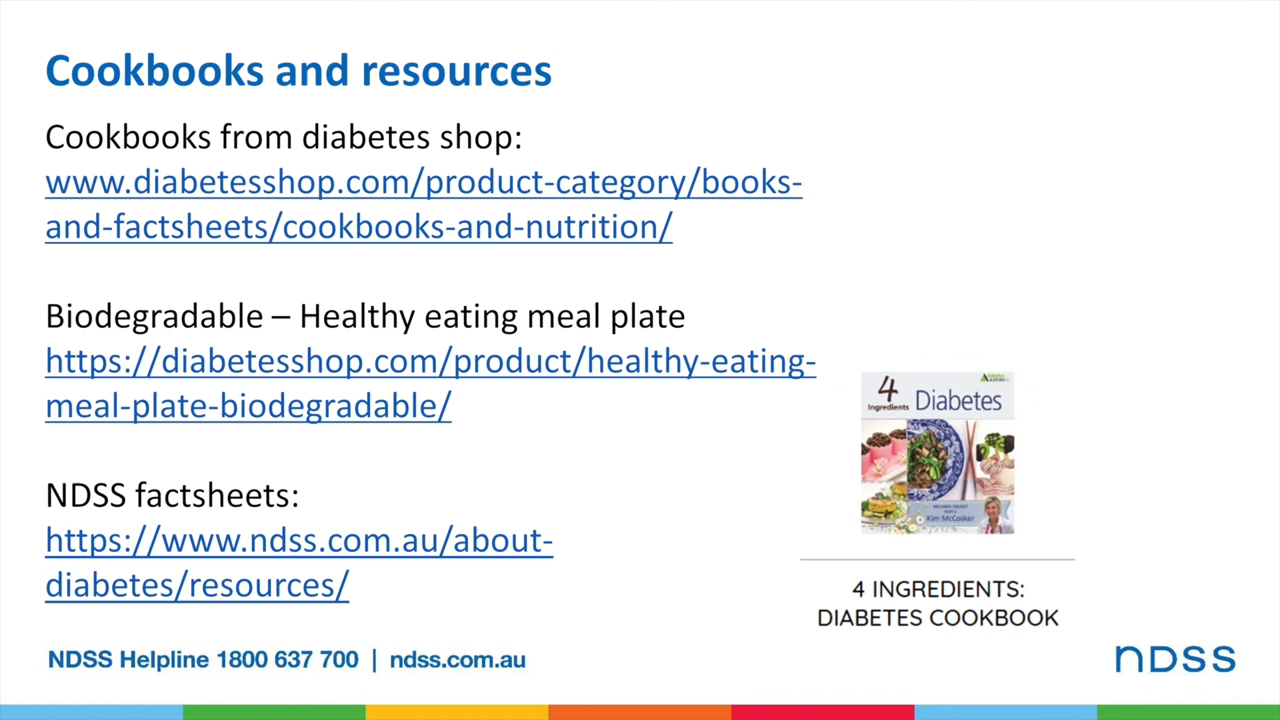 Cookbooks and resources
Cookbooks from diabetes shop:
www.diabetesshop.com/product-category/books-
and-factsheets/cookbooks-and-nutrition/
Biodegradable – Healthy eating meal plate
https://diabetesshop.com/product/healthy-eating-
meal-plate-biodegradable/
NDSS factsheets:
https://www.ndss.com.au/about-
diabetes/resources/
4
Ingredients
Diabetes
Kim McCosker
4 INGREDIENTS:
DIABETES COOKBOOK
NDSS Helpline 1800 637 700 | ndss.com.au
ndss